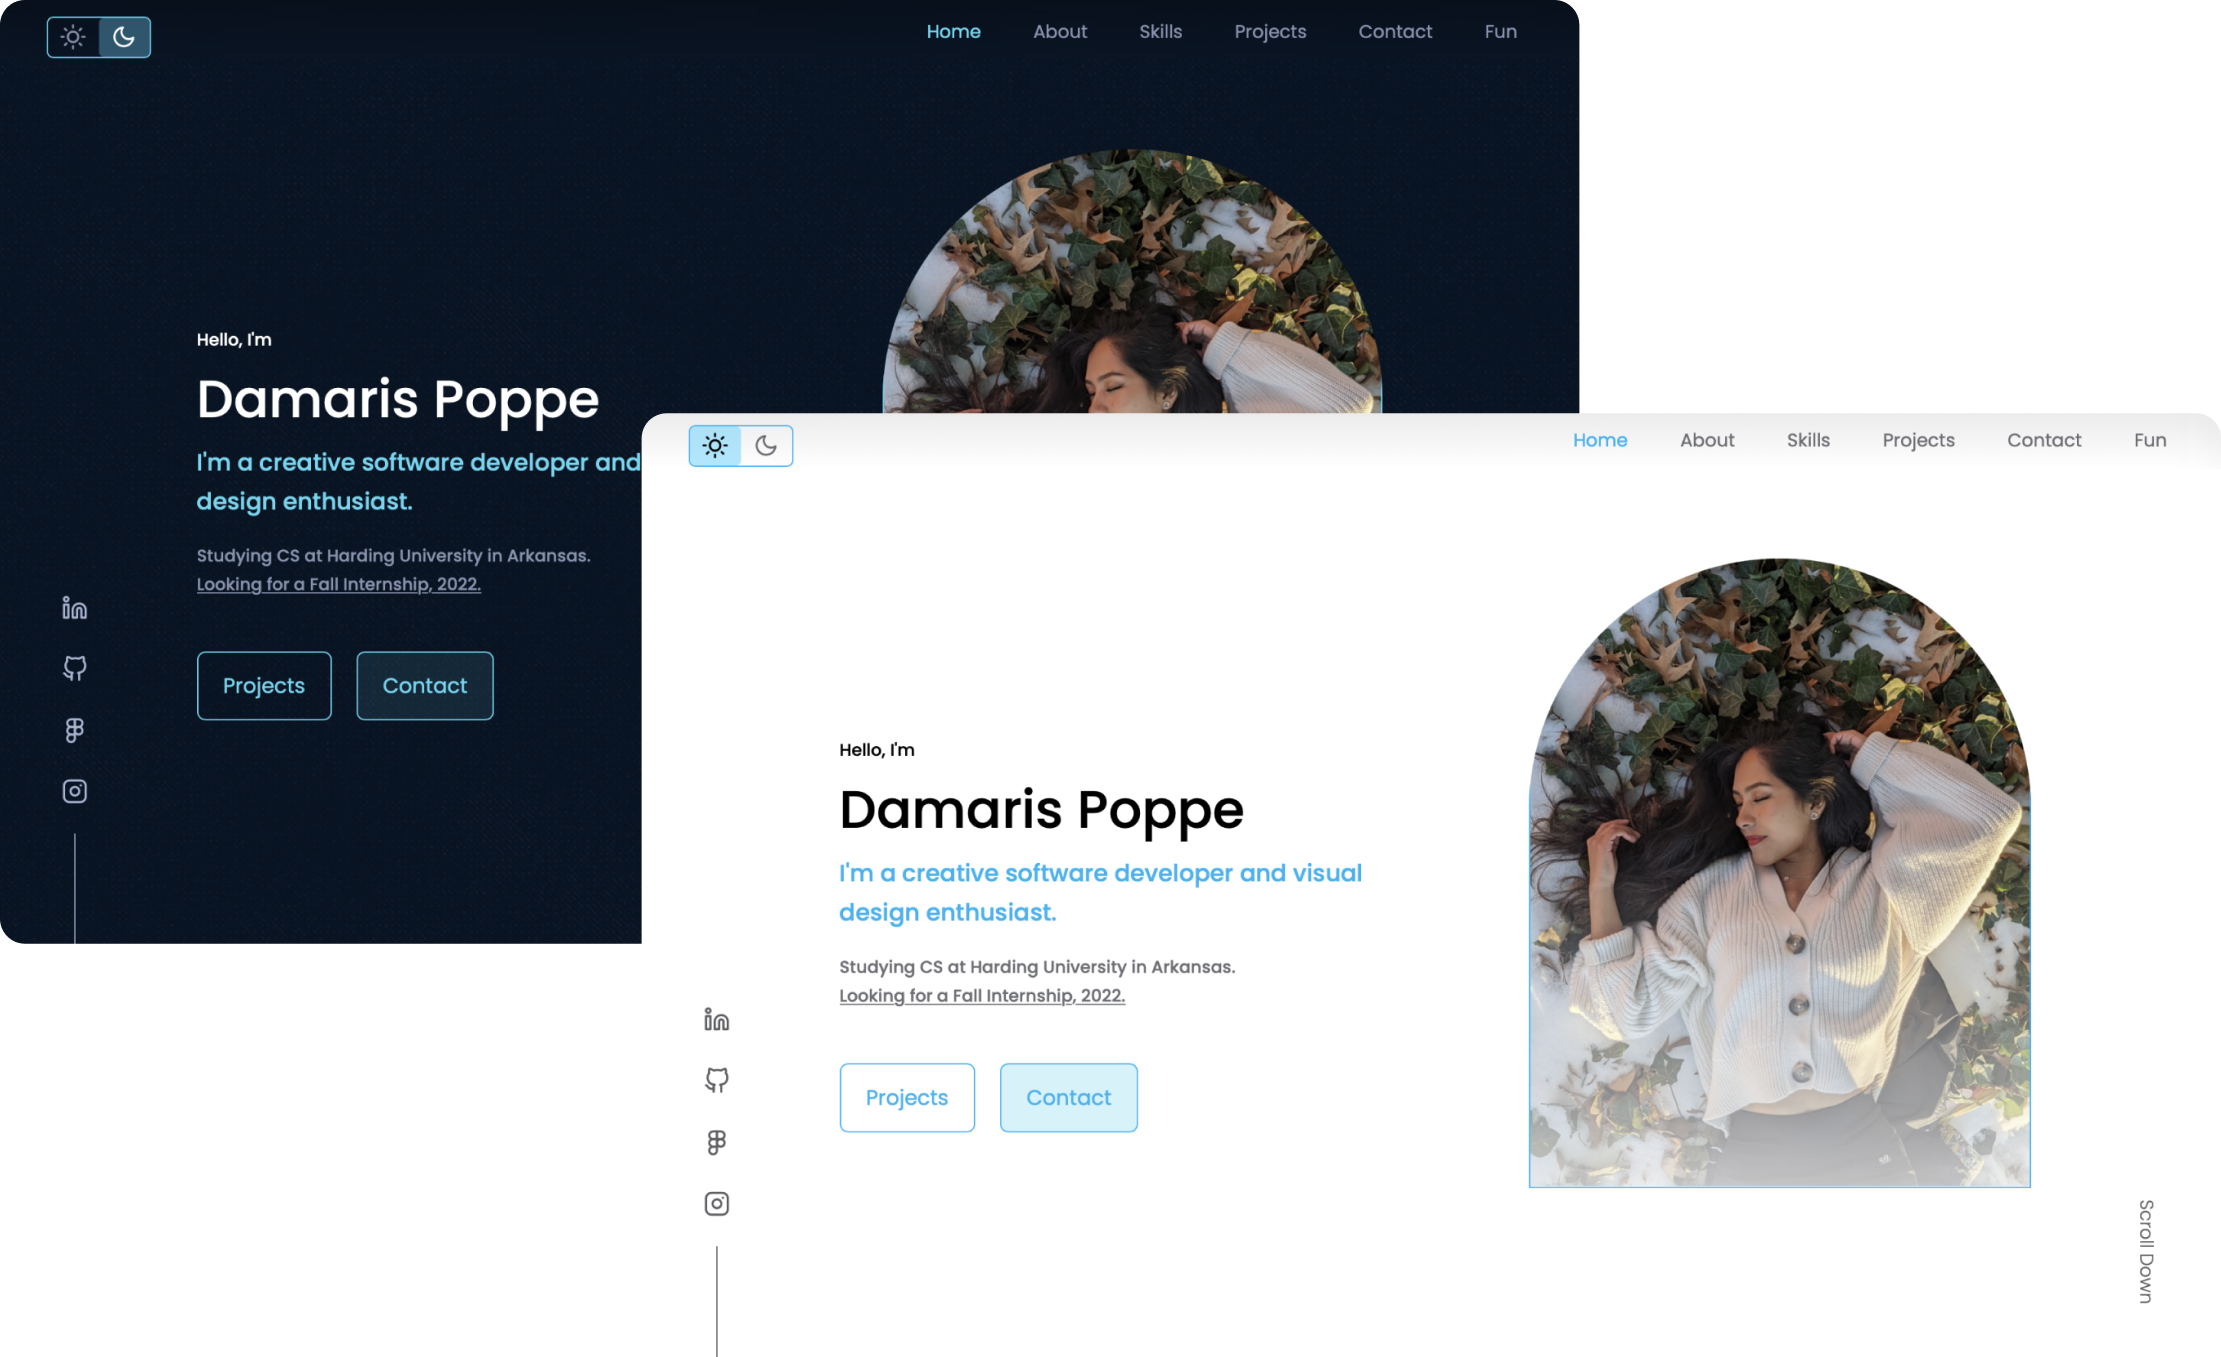 Home About Skills Projects Contact Fun
Hello, I'm
Damaris Poppe
I'm a creative software developer and
design enthusiast.
Studying CS at Harding University in Arkansas.
Looking for a Fall Internship, 2022.
Projects Contact
Home About Skills Projects Contact Fun
Hello, I'm
Damaris Poppe
I'm a creative software developer and visual
design enthusiast.
Studying CS at Harding University in Arkansas.
Looking for a Fall Internship, 2022.
Projects Contact
Scroll Down